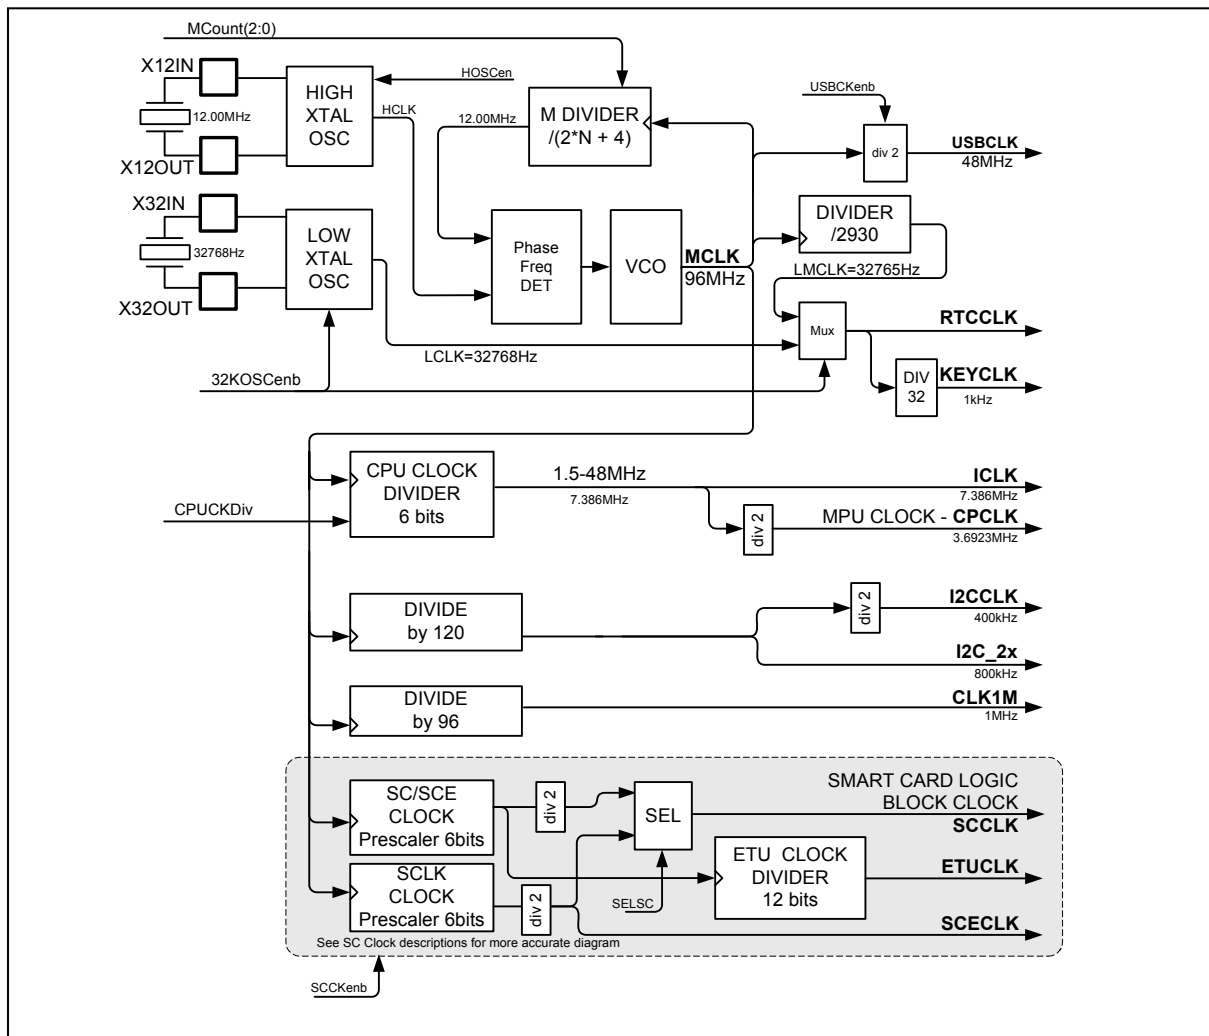 MCount(2:0)
X12IN
12.00MHz
X12OUT
HIGH
XTAL
OSC
HOSCen
HCLK
12.00MHz
M DIVIDER
/(2*N + 4)
USBCKenb
div 2
USBCLK
48MHz
X32IN
32768Hz
X32OUT
LOW
XTAL
OSC
Phase
Freq
DET
VCO
MCLK
96MHz
DIVIDER
/2930
LMCLK=32765Hz
Mux
RTCCLK
LCLK=32768Hz
32KOSCenb
DIV
32
KEYCLK
1kHz
CPU CLOCK
DIVIDER
6 bits
CPUCKDiv
1.5-48MHz
7.386MHz
ICLK
7.386MHz
div 2
MPU CLOCK - CPCLK
3.6923MHz
DIVIDE
by 120
div 2
I2CCLK
400kHz
I2C_2x
800kHz
DIVIDE
by 96
CLK1M
1MHz
SC/SCE
CLOCK
Prescaler 6bits
div 2
SEL
SMART CARD LOGIC
BLOCK CLOCK
SCCLK
SCLK
CLOCK
Prescaler 6bits
div 2
SELSC
ETU CLOCK
DIVIDER
12 bits
ETUCLK
SCECLK
See SC Clock descriptions for more accurate diagram
SCCKenb